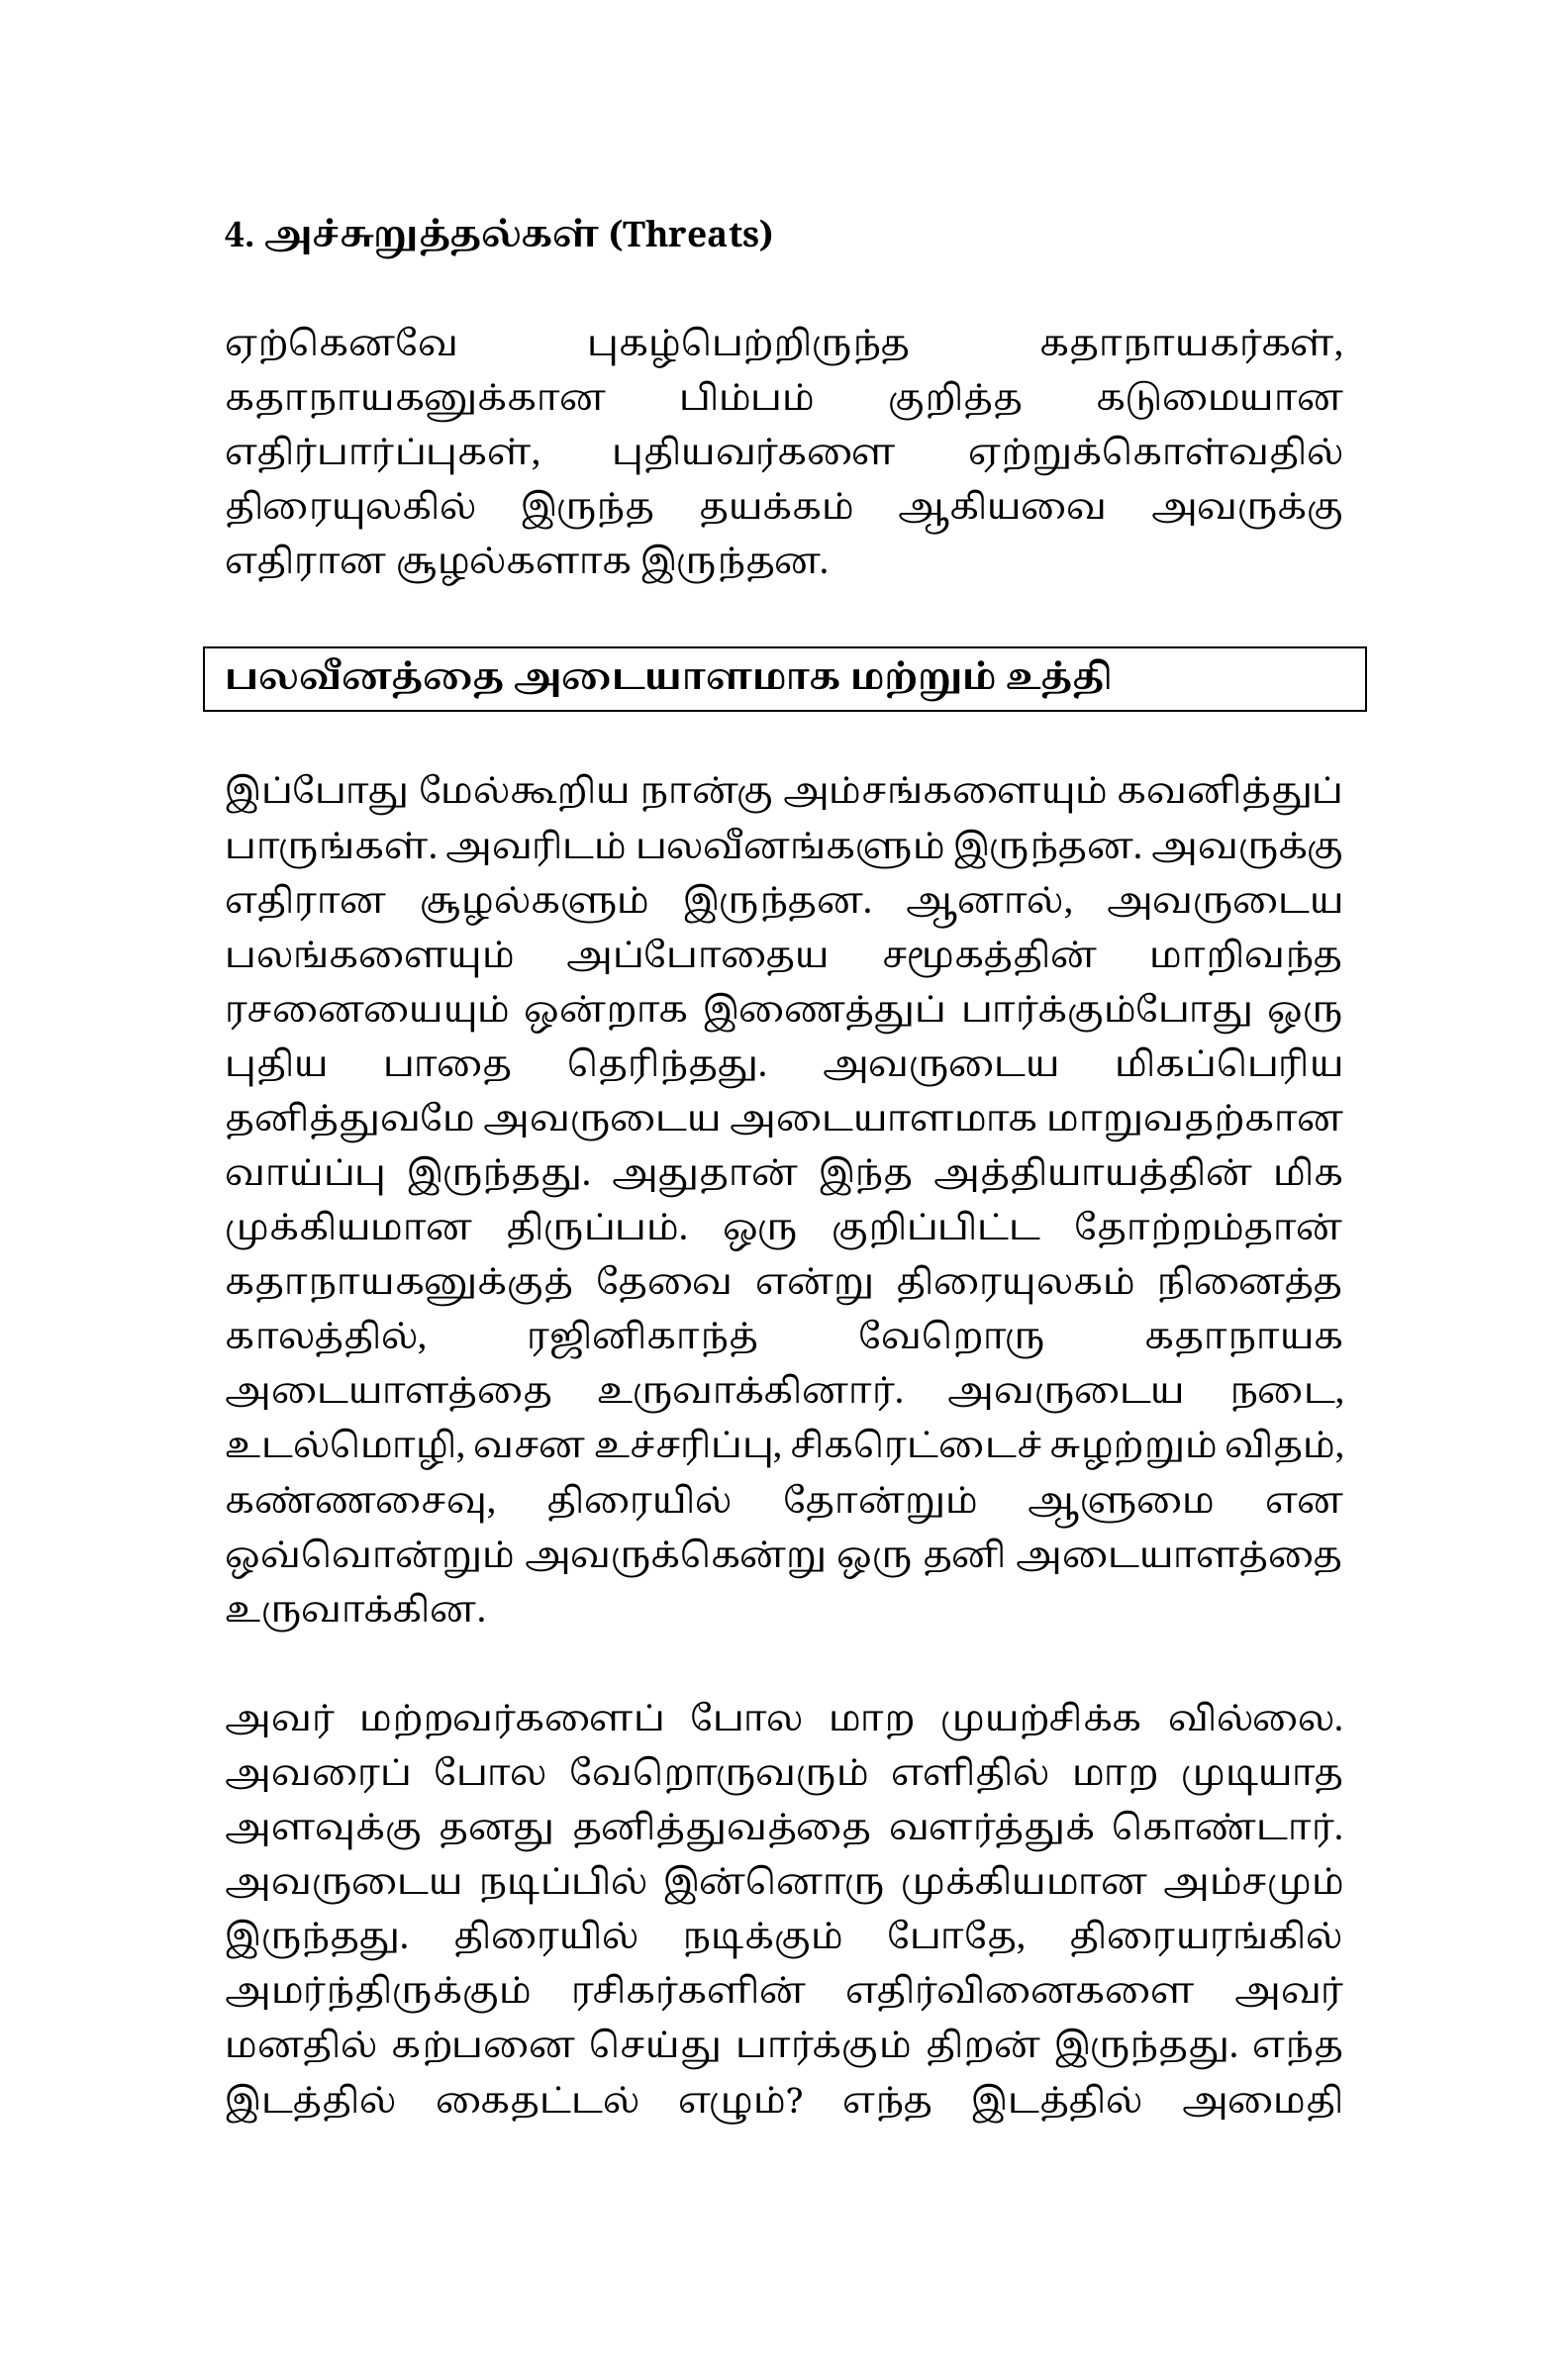 4. அச்சுறுத்தல்கள் (Threats)
ஏற்கெனவே புகழ்பெற்றிருந்த கதாநாயகர்கள்,
கதாநாயகனுக்கான பிம்பம் குறித்த கடுமையான
எதிர்பார்ப்புகள், புதியவர்களை ஏற்றுக்கொள்வதில்
திரையுலகில் இருந்த தயக்கம் ஆகியவை அவருக்கு
எதிரான சூழல்களாக இருந்தன.
பலவீனத்தை அடையாளமாக மற்றும் உத்தி
இப்போது மேல்கூறிய நான்கு அம்சங்களையும் கவனித்துப்
பாருங்கள். அவரிடம் பலவீனங்களும் இருந்தன. அவருக்கு
எதிரான சூழல்களும் இருந்தன. ஆனால், அவருடைய
பலங்களையும் அப்போதைய சமூகத்தின் மாறிவந்த
ரசனையையும் ஒன்றாக இணைத்துப் பார்க்கும்போது ஒரு
புதிய பாதை தெரிந்தது. அவருடைய மிகப்பெரிய
தனித்துவமே அவருடைய அடையாளமாக மாறுவதற்கான
வாய்ப்பு இருந்தது. அதுதான் இந்த அத்தியாயத்தின் மிக
முக்கியமான திருப்பம். ஒரு குறிப்பிட்ட தோற்றம்தான்
கதாநாயகனுக்குத் தேவை என்று திரையுலகம் நினைத்த
காலத்தில், ரஜினிகாந்த் வேறொரு கதாநாயக
அடையாளத்தை உருவாக்கினார். அவருடைய நடை,
உடல்மொழி, வசன உச்சரிப்பு, சிகரெட்டைச் சுழற்றும் விதம்,
கண்ணசைவு, திரையில் தோன்றும் ஆளுமை என
ஒவ்வொன்றும் அவருக்கென்று ஒரு தனி அடையாளத்தை
உருவாக்கின.
அவர் மற்றவர்களைப் போல மாற முயற்சிக்க வில்லை.
அவரைப் போல வேறொருவரும் எளிதில் மாற முடியாத
அளவுக்கு தனது தனித்துவத்தை வளர்த்துக் கொண்டார்.
அவருடைய நடிப்பில் இன்னொரு முக்கியமான அம்சமும்
இருந்தது. திரையில் நடிக்கும் போதே, திரையரங்கில்
அமர்ந்திருக்கும் ரசிகர்களின் எதிர்வினைகளை அவர்
மனதில் கற்பனை செய்து பார்க்கும் திறன் இருந்தது. எந்த
இடத்தில் கைதட்டல் எழும்? எந்த இடத்தில் அமைதி